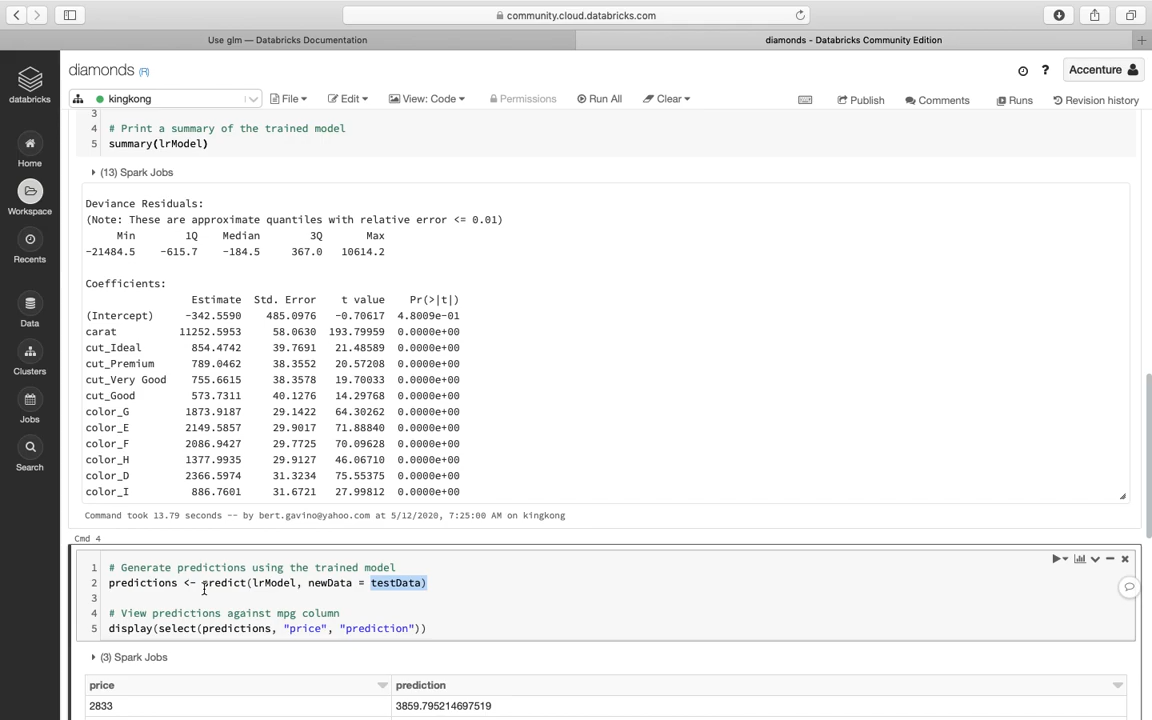 community.cloud.databricks.com
Use glm — Databricks Documentation
diamonds - Databricks Community Edition
databricks
diamonds (R)
? Accenture
kingkong File Edit View: Code Permissions Run All Clear Publish Comments Runs Revision history
Home
Workspace
Recents
Data
Clusters
Jobs
Search
3
4 # Print a summary of the trained model
5 summary(lrModel)
(13) Spark Jobs
Deviance Residuals:
(Note: These are approximate quantiles with relative error <= 0.01)
Min 1Q Median 3Q Max
-21484.5 -615.7 -184.5 367.0 10614.2
Coefficients:
Estimate Std. Error t value Pr(>|t|)
(Intercept) -342.5590 485.0976 -0.70617 4.8009e-01
carat 11252.5953 58.0630 193.79959 0.0000e+00
cut_Ideal 854.4742 39.7691 21.48589 0.0000e+00
cut_Premium 789.0462 38.3552 20.57208 0.0000e+00
cut_Very Good 755.6615 38.3578 19.70033 0.0000e+00
cut_Good 573.7311 40.1276 14.29768 0.0000e+00
color_G 1873.9187 29.1422 64.30262 0.0000e+00
color_E 2149.5857 29.9017 71.88840 0.0000e+00
color_F 2086.9427 29.7725 70.09628 0.0000e+00
color_H 1377.9935 29.9127 46.06710 0.0000e+00
color_D 2366.5974 31.3234 75.55375 0.0000e+00
color_I 886.7601 31.6721 27.99812 0.0000e+00
Command took 13.79 seconds -- by bert.gavino@yahoo.com at 5/12/2020, 7:25:00 AM on kingkong
Cmd 4
1 # Generate predictions using the trained model
2 predictions <- predict(lrModel, newData = testData)
3
4 # View predictions against mpg column
5 display(select(predictions, "price", "prediction"))
(3) Spark Jobs
price prediction
2833 3859.795214697519